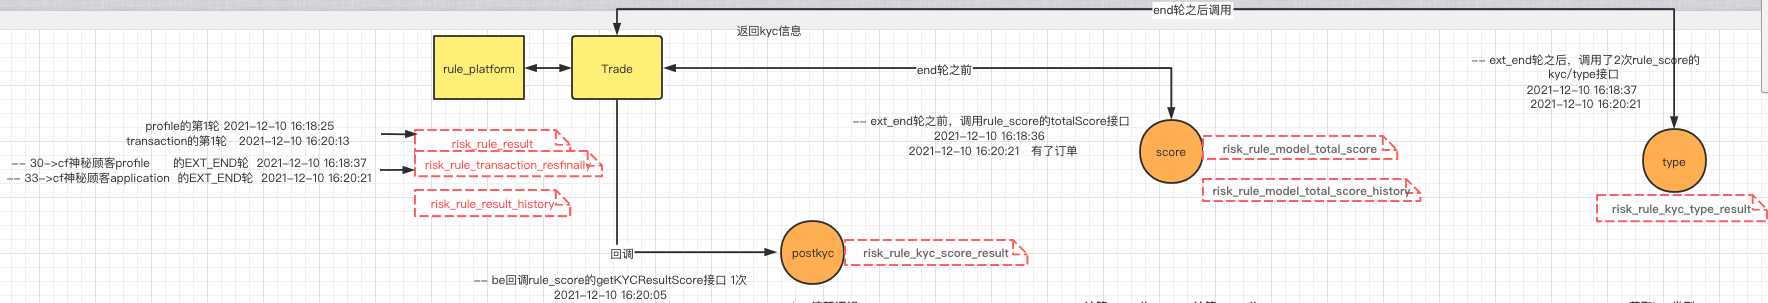 end轮之后调用
返回kyc信息
rule_platform
Trade
end轮之前
-- ext_end轮之后，调用了2次rule_score的
kyc/type接口
2021-12-10 16:18:37
2021-12-10 16:20:21
profile的第1轮 2021-12-10 16:18:25
transaction的第1轮 2021-12-10 16:20:13
-- 30->cf神秘顾客profile 的EXT_END轮 2021-12-10 16:18:37
-- 33->cf神秘顾客application 的EXT_END轮 2021-12-10 16:20:21
risk_rule_result
risk_rule_transaction_resfinally
risk_rule_result_history
-- ext_end轮之前，调用rule_score的totalScore接口
2021-12-10 16:18:36
2021-12-10 16:20:21 有了订单
score
risk_rule_model_total_score
risk_rule_model_total_score_history
type
risk_rule_kyc_type_result
回调
postkyc
risk_rule_kyc_score_result
-- be回调rule_score的getKYCResultScore接口 1次
2021-12-10 16:20:05